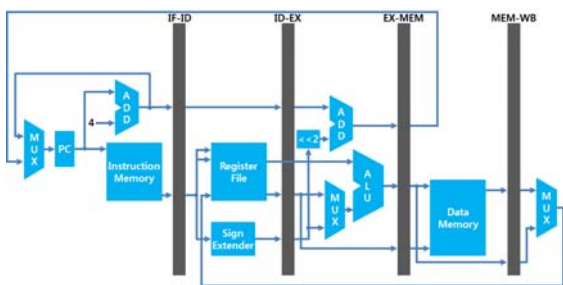 IF-ID
ID-EX
EX-MEM
MEM-WB
MUX
PC
4
ADD
Instruction
Memory
Register
File
Sign
Extender
<<2
ADD
MUX
ALU
Data
Memory
MUX